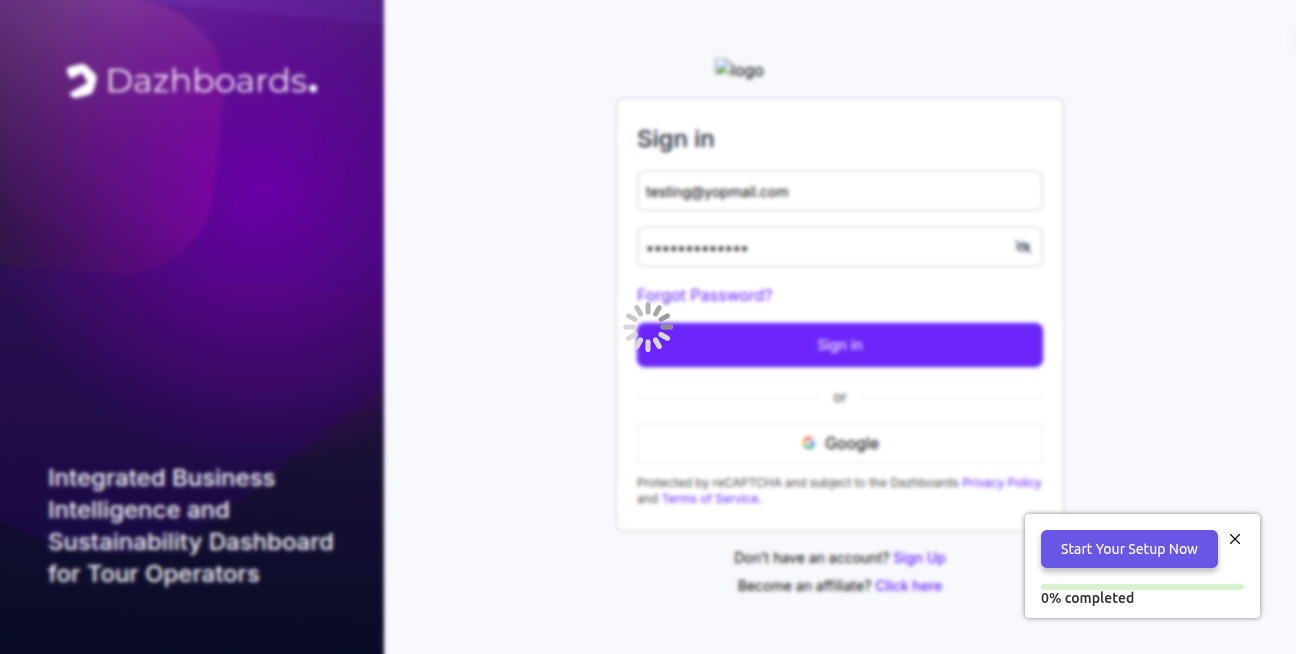 Dazhboards.
logo
Sign in
testing@yopmail.com
•••••••••••••
Forgot Password?
Sign in
or
Google
Protected by reCAPTCHA and subject to the Dazhboards Privacy Policy
and Terms of Service.
Don't have an account? Sign Up
Become an affiliate? Click here
Integrated Business
Intelligence and
Sustainability Dashboard
for Tour Operators
Start Your Setup Now
0% completed